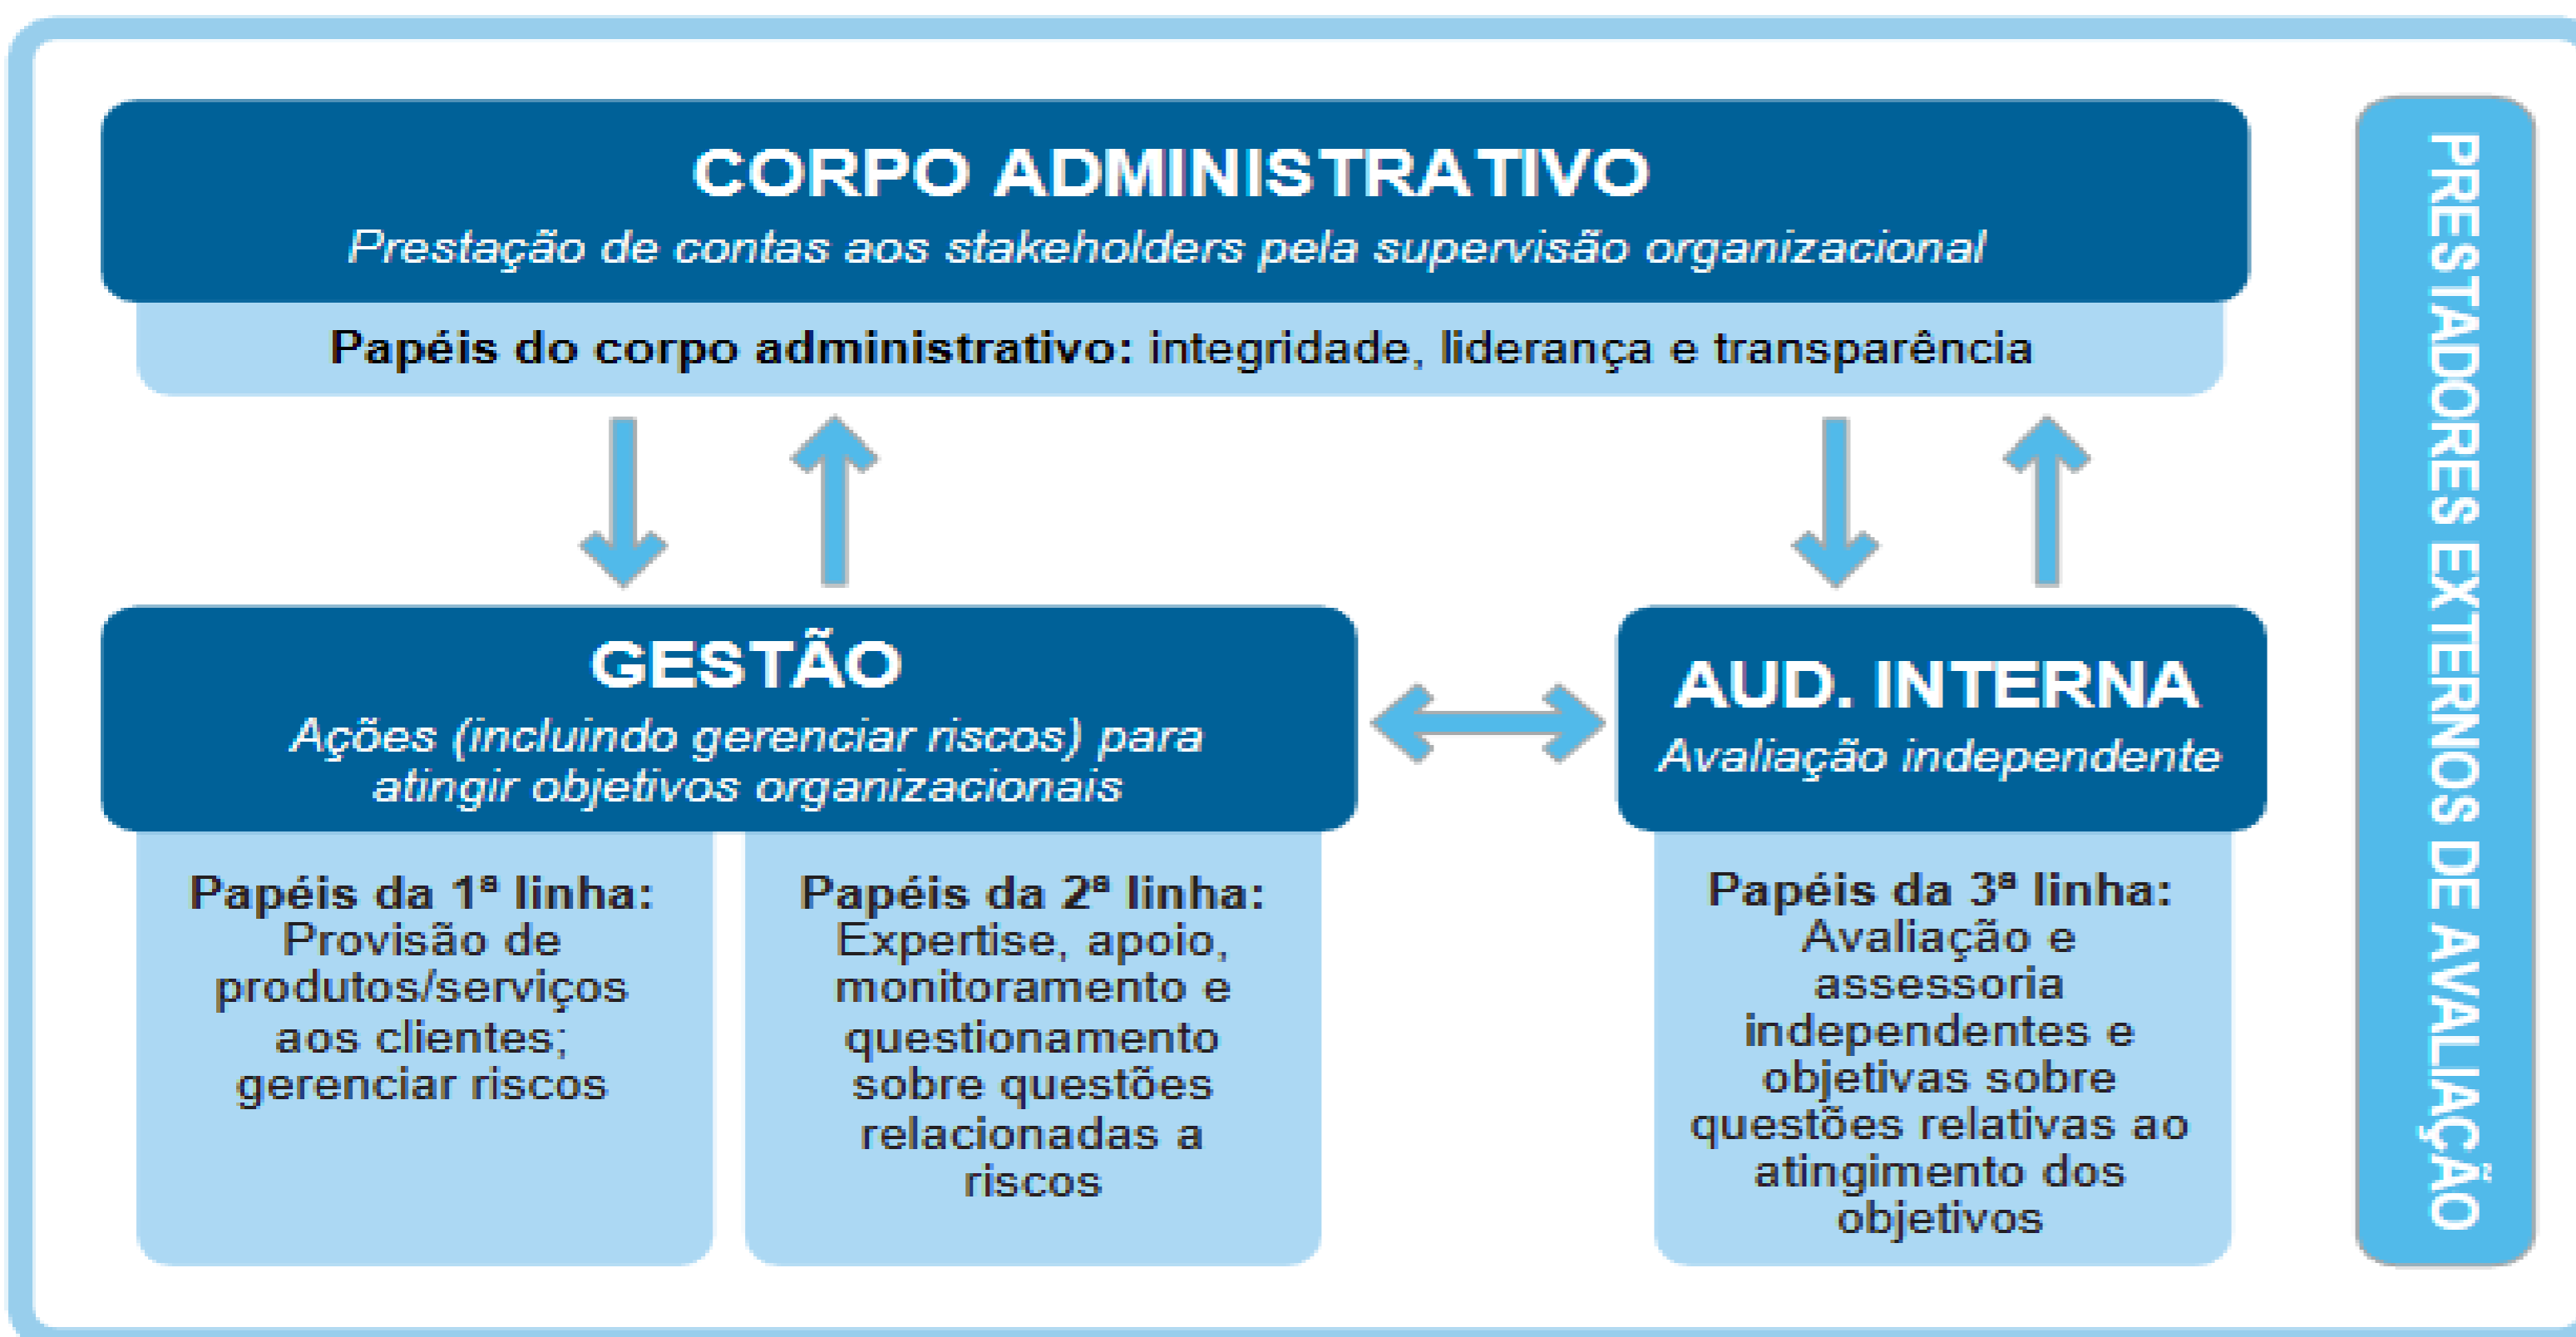 CORPO ADMINISTRATIVO
Prestação de contas aos stakeholders pela supervisão organizacional
Papéis do corpo administrativo: integridade, liderança e transparência
GESTÃO
Ações (incluindo gerenciar riscos) para
atingir objetivos organizacionais
Papéis da 1ª linha:
Provisão de
produtos/serviços
aos clientes;
gerenciar riscos
Papéis da 2ª linha:
Expertise, apoio,
monitoramento e
questionamento
sobre questões
relacionadas a
riscos
AUD. INTERNA
Avaliação independente
Papéis da 3ª linha:
Avaliação e
assessoria
independentes e
objetivas sobre
questões relativas ao
atingimento dos
objetivos
PRESTADORES EXTERNOS DE AVALIAÇÃO